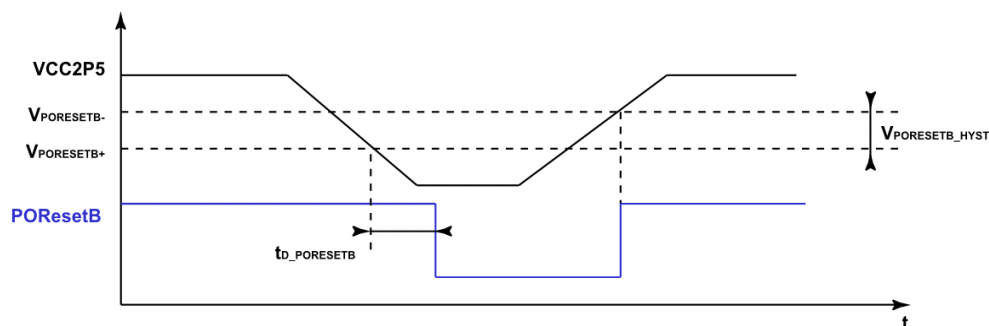 VCC2P5
VPORESETB-
VPORESETB_HYST
VPORESETB+
POResetB
tD_PORESETB
t